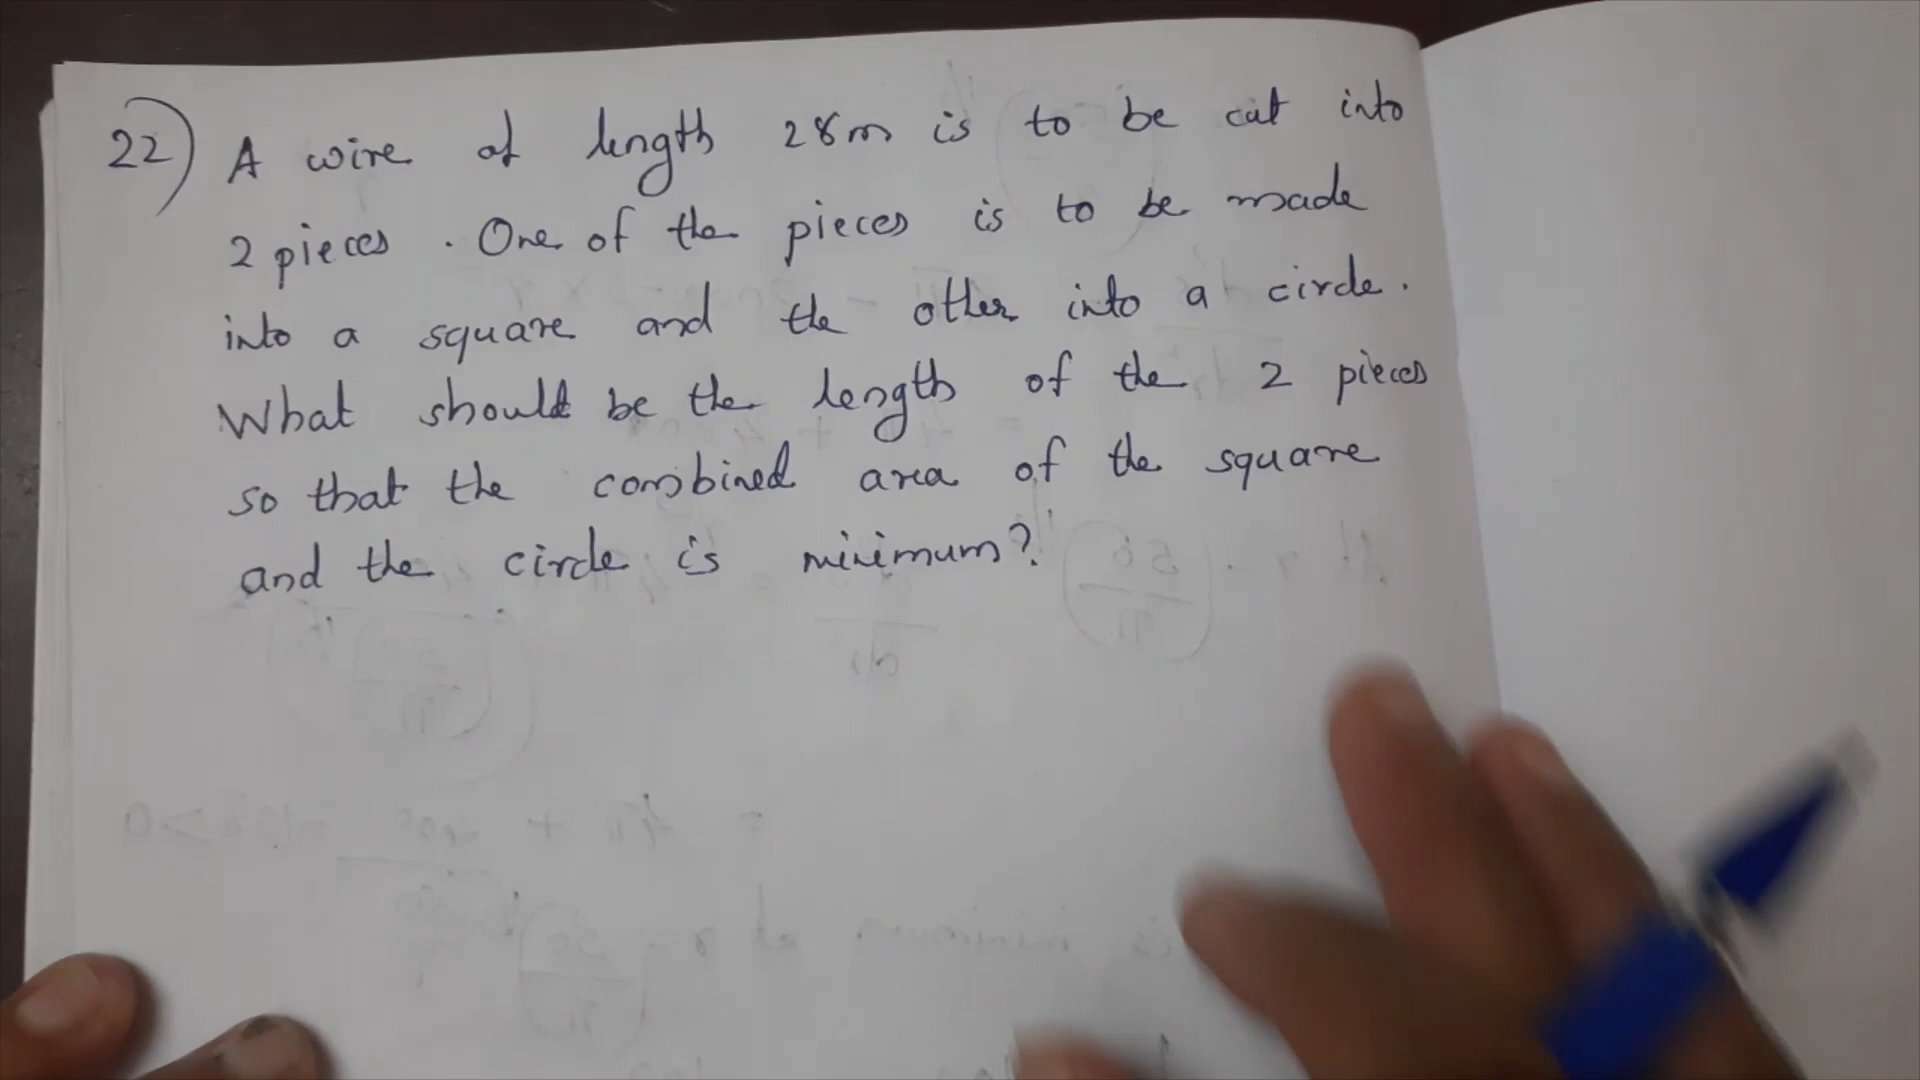 22) A wire of length 28m is to be cut into
2 pieces. One of the pieces is to be made
into a square and the other into a circle.
What should be the length of the 2 pieces
so that the combined area of the square
and the circle is minimum?